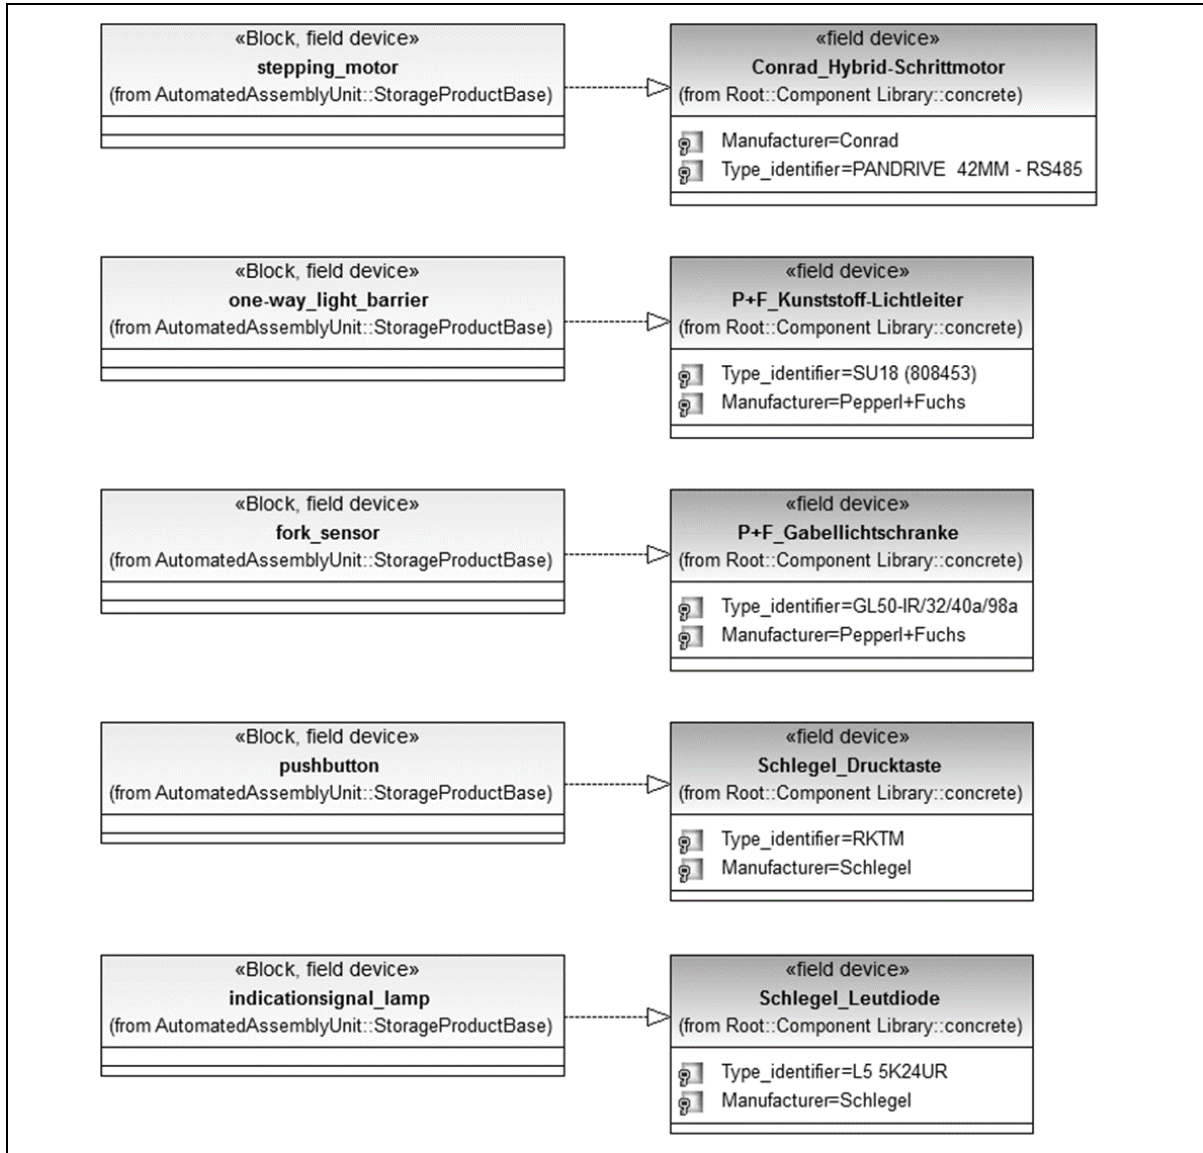 «Block, field device»
stepping_motor
(from AutomatedAssemblyUnit::StorageProductBase)
«field device»
Conrad_Hybrid-Schrittmotor
(from Root::Component Library::concrete)
Manufacturer=Conrad
Type_identifier=PANDRIVE 42MM - RS485
«Block, field device»
one-way_light_barrier
(from AutomatedAssemblyUnit::StorageProductBase)
«field device»
P+F_Kunststoff-Lichtleiter
(from Root::Component Library::concrete)
Type_identifier=SU18 (808453)
Manufacturer=Pepperl+Fuchs
«Block, field device»
fork_sensor
(from AutomatedAssemblyUnit::StorageProductBase)
«field device»
P+F_Gabellichtschranke
(from Root::Component Library::concrete)
Type_identifier=GL50-IR/32/40a/98a
Manufacturer=Pepperl+Fuchs
«Block, field device»
pushbutton
(from AutomatedAssemblyUnit::StorageProductBase)
«field device»
Schlegel_Drucktaste
(from Root::Component Library::concrete)
Type_identifier=RKTM
Manufacturer=Schlegel
«Block, field device»
indicationsignal_lamp
(from AutomatedAssemblyUnit::StorageProductBase)
«field device»
Schlegel_Leutdiode
(from Root::Component Library::concrete)
Type_identifier=L5 5K24UR
Manufacturer=Schlegel